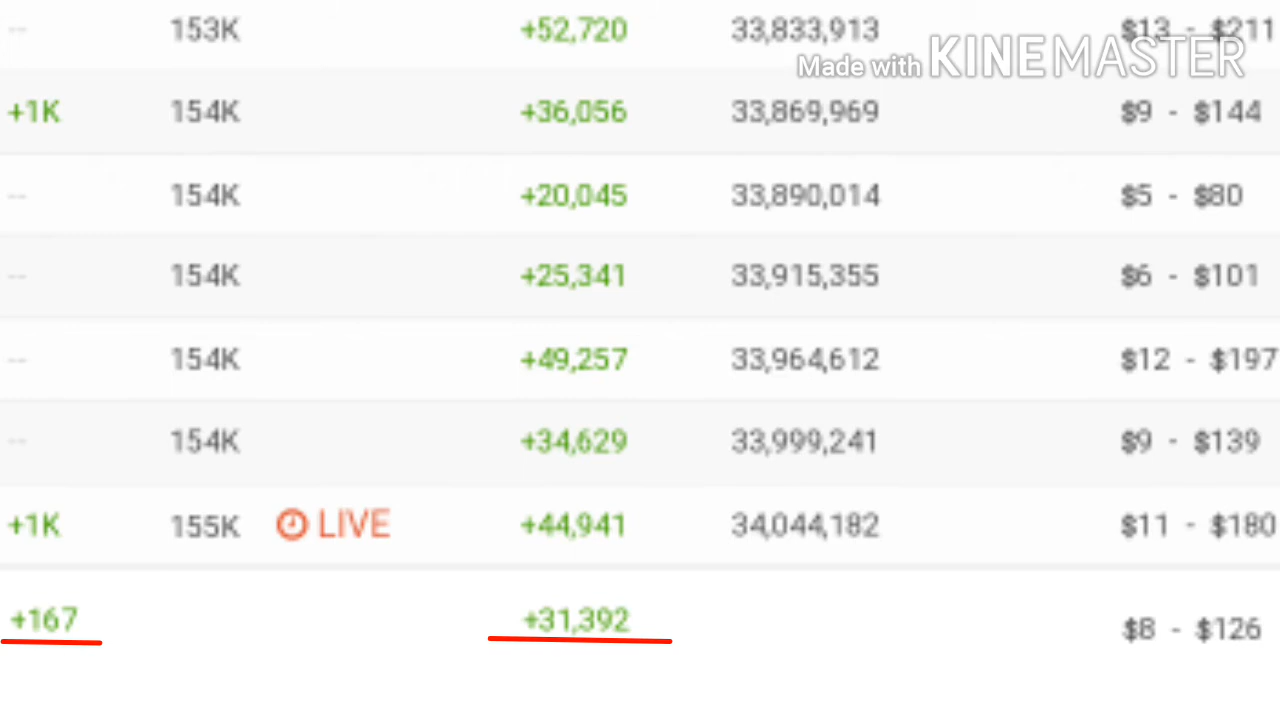 -- 153K +52,720 33,833,913 $13 - $211
Made with KINEMASTER
+1K 154K +36,056 33,869,969 $9 - $144
-- 154K +20,045 33,890,014 $5 - $80
-- 154K +25,341 33,915,355 $6 - $101
-- 154K +49,257 33,964,612 $12 - $197
-- 154K +34,629 33,999,241 $9 - $139
+1K 155K LIVE +44,941 34,044,182 $11 - $180
+167 +31,392 $8 - $126